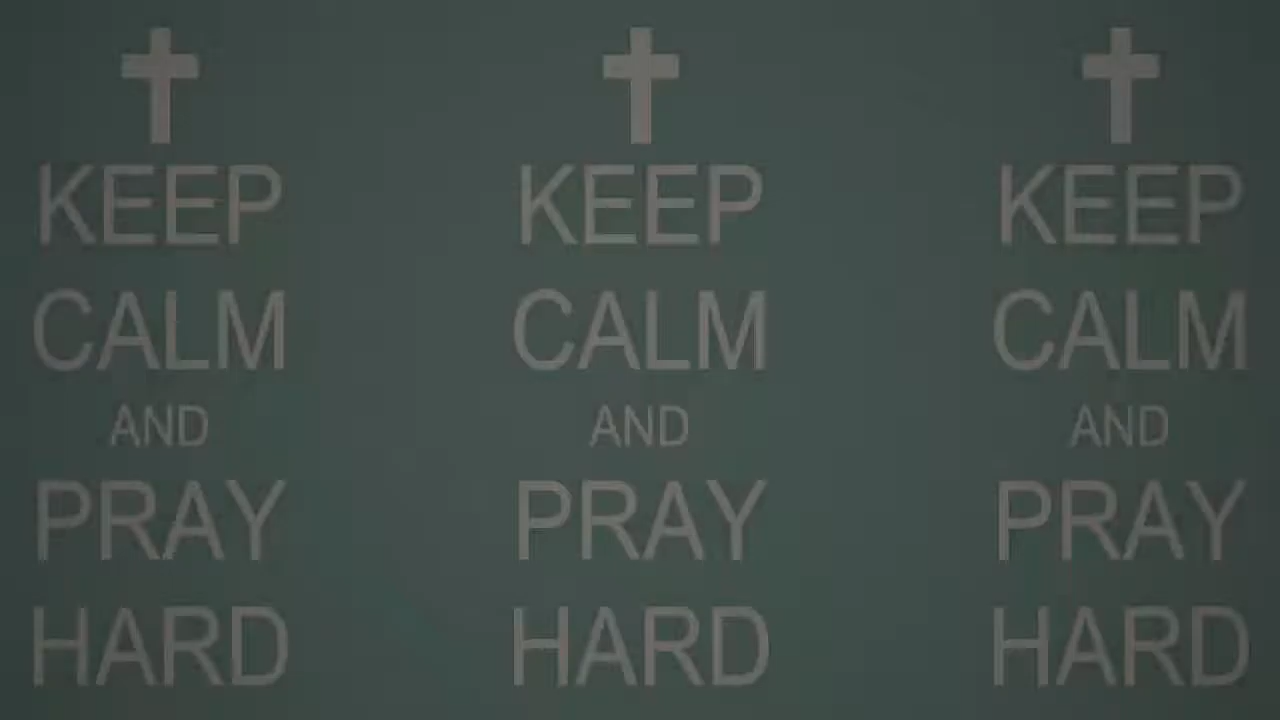 KEEP KEEP KEEP
CALM CALM CALM
AND AND AND
PRAY PRAY PRAY
HARD HARD HARD